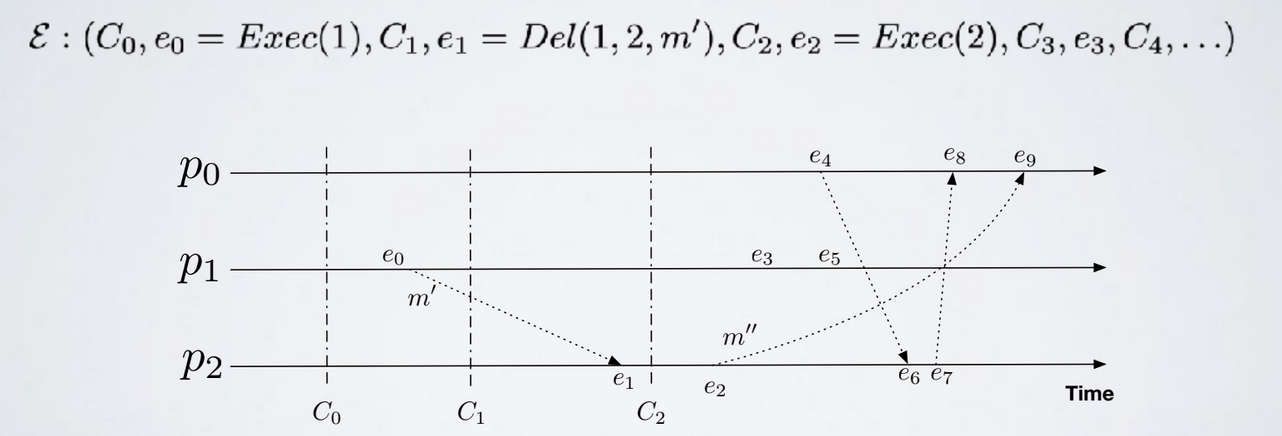 ℰ : (C₀, e₀ = Exec(1), C₁, e₁ = Del(1, 2, m′), C₂, e₂ = Exec(2), C₃, e₃, C₄, . . .)
p₀
e₄
e₈
e₉
p₁
e₀
e₃
e₅
m′
m″
p₂
e₁
e₂
e₆
e₇
Time
C₀
C₁
C₂